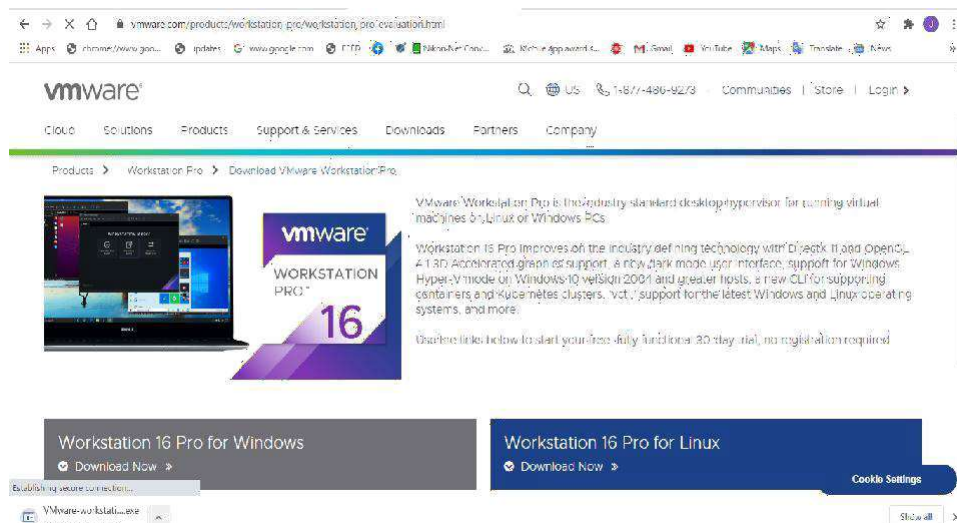 vmware.com/products/workstation-pro/workstation-pro-evaluation.html
Apps chrome://www.goo... updates www.google.com Gmail YouTube Maps Translate News
vmware
US 1-877-486-9273 Communities | Store | Login
Cloud Solutions Products Support & Services Downloads Partners Company
Products > Workstation Pro > Download VMware Workstation Pro
vmware
WORKSTATION
PRO
16
VMware Workstation Pro is the industry standard desktop hypervisor for running virtual
machines on Linux or Windows PCs
Workstation 16 Pro improves on the industry defining technology with DirectX 11 and OpenGL
4.1 3D Accelerated graphics support, a new dark mode user interface, support for Windows
Hyper-V mode on Windows 10 version 2004 and greater hosts, a new CLI for supporting
containers and Kubernetes clusters, support for the latest Windows and Linux operating
systems, and more.
Use the links below to start your free, fully functional 30-day trial, no registration required
Workstation 16 Pro for Windows
Download Now »
Workstation 16 Pro for Linux
Download Now »
Cookie Settings
Establishing secure connection...
VMware-workstati....exe
Show all